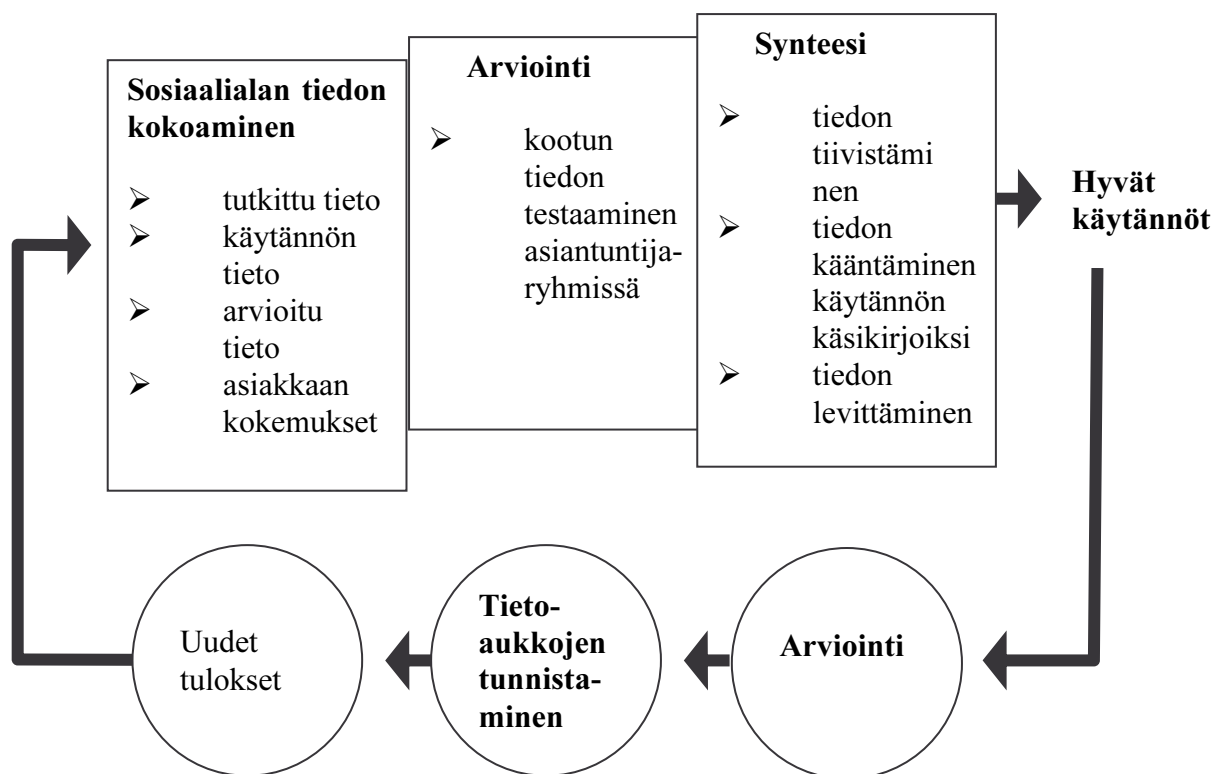 Sosiaalialan tiedon
kokoaminen
➢ tutkittu tieto
➢ käytännön
tieto
➢ arvioitu
tieto
➢ asiakkaan
kokemukset
Arviointi
➢ kootun
tiedon
testaaminen
asiantuntija-
ryhmissä
Synteesi
➢ tiedon
tiivistämi
nen
➢ tiedon
kääntäminen
käytännön
käsikirjoiksi
➢ tiedon
levittäminen
Hyvät
käytännöt
Arviointi
Tieto-
aukkojen
tunnista-
minen
Uudet
tulokset